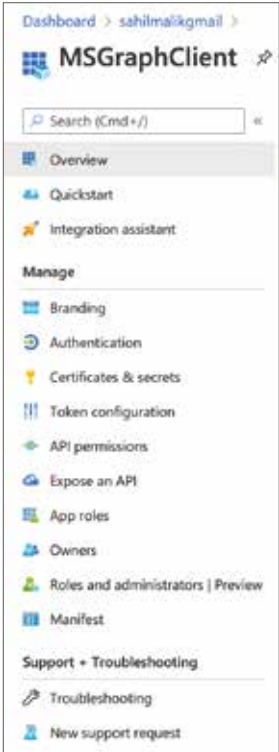 Dashboard > sahilmalikgmail >
MSGraphClient
Search (Cmd+/)
«
Overview
Quickstart
Integration assistant
Manage
Branding
Authentication
Certificates & secrets
Token configuration
API permissions
Expose an API
App roles
Owners
Roles and administrators | Preview
Manifest
Support + Troubleshooting
Troubleshooting
New support request